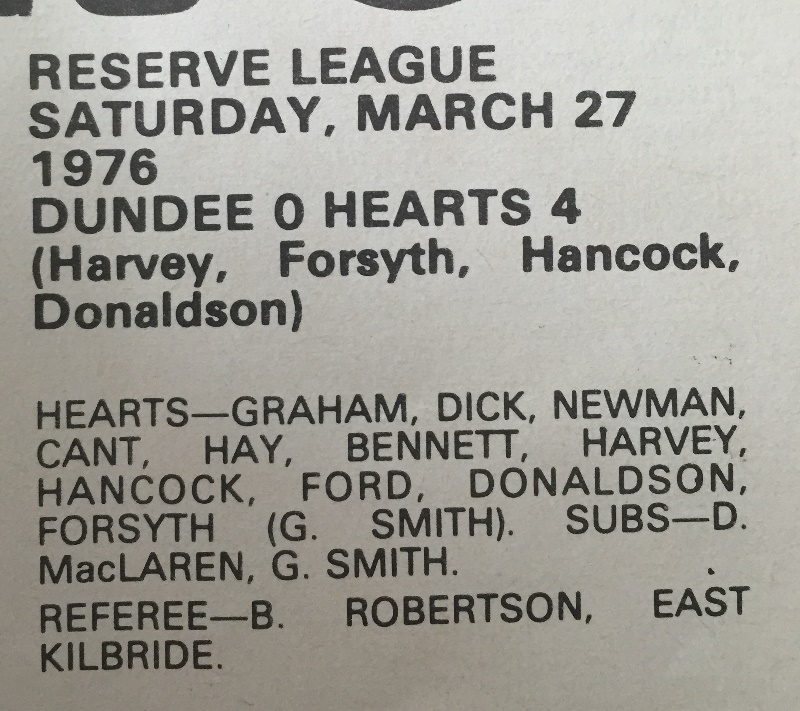 RESERVE LEAGUE
SATURDAY, MARCH 27
1976
DUNDEE 0 HEARTS 4
(Harvey, Forsyth, Hancock,
Donaldson)
HEARTS—GRAHAM, DICK, NEWMAN,
CANT, HAY, BENNETT, HARVEY,
HANCOCK, FORD, DONALDSON,
FORSYTH (G. SMITH). SUBS—D.
MacLAREN, G. SMITH.
REFEREE—B. ROBERTSON, EAST
KILBRIDE.